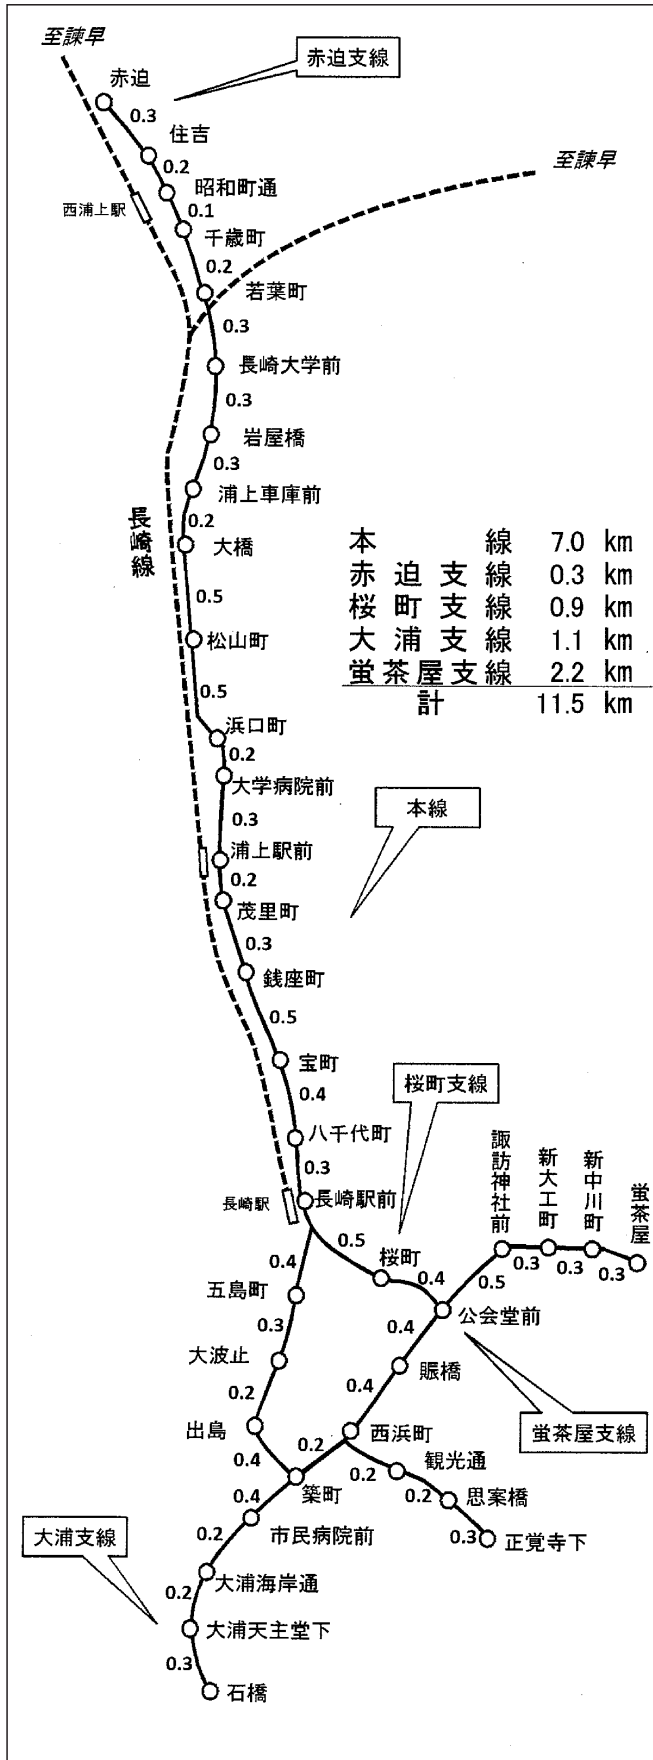 至諫早
赤迫支線
赤迫
0.3
住吉
至諫早
0.2
昭和町通
西浦上駅
0.1
千歳町
0.2
若葉町
0.3
長崎大学前
0.3
岩屋橋
0.3
浦上車庫前
長崎線
0.2
大橋
本線 7.0 km
赤迫支線 0.3 km
桜町支線 0.9 km
大浦支線 1.1 km
蛍茶屋支線 2.2 km
計 11.5 km
0.5
松山町
0.5
浜口町
0.2
大学病院前
本線
0.3
浦上駅前
0.2
茂里町
0.3
銭座町
0.5
宝町
桜町支線
0.4
八千代町
0.3
長崎駅
長崎駅前
諏訪神社前
新大工町
新中川町
蛍茶屋
0.5
桜町
0.4
0.5
0.3
0.3
0.3
0.4
五島町
公会堂前
0.3
0.4
大波止
賑橋
0.2
0.4
出島
西浜町
蛍茶屋支線
0.4
0.2
0.2
観光通
築町
0.2
思案橋
0.4
0.3
正覚寺下
大浦支線
市民病院前
0.2
大浦海岸通
0.2
大浦天主堂下
0.3
石橋